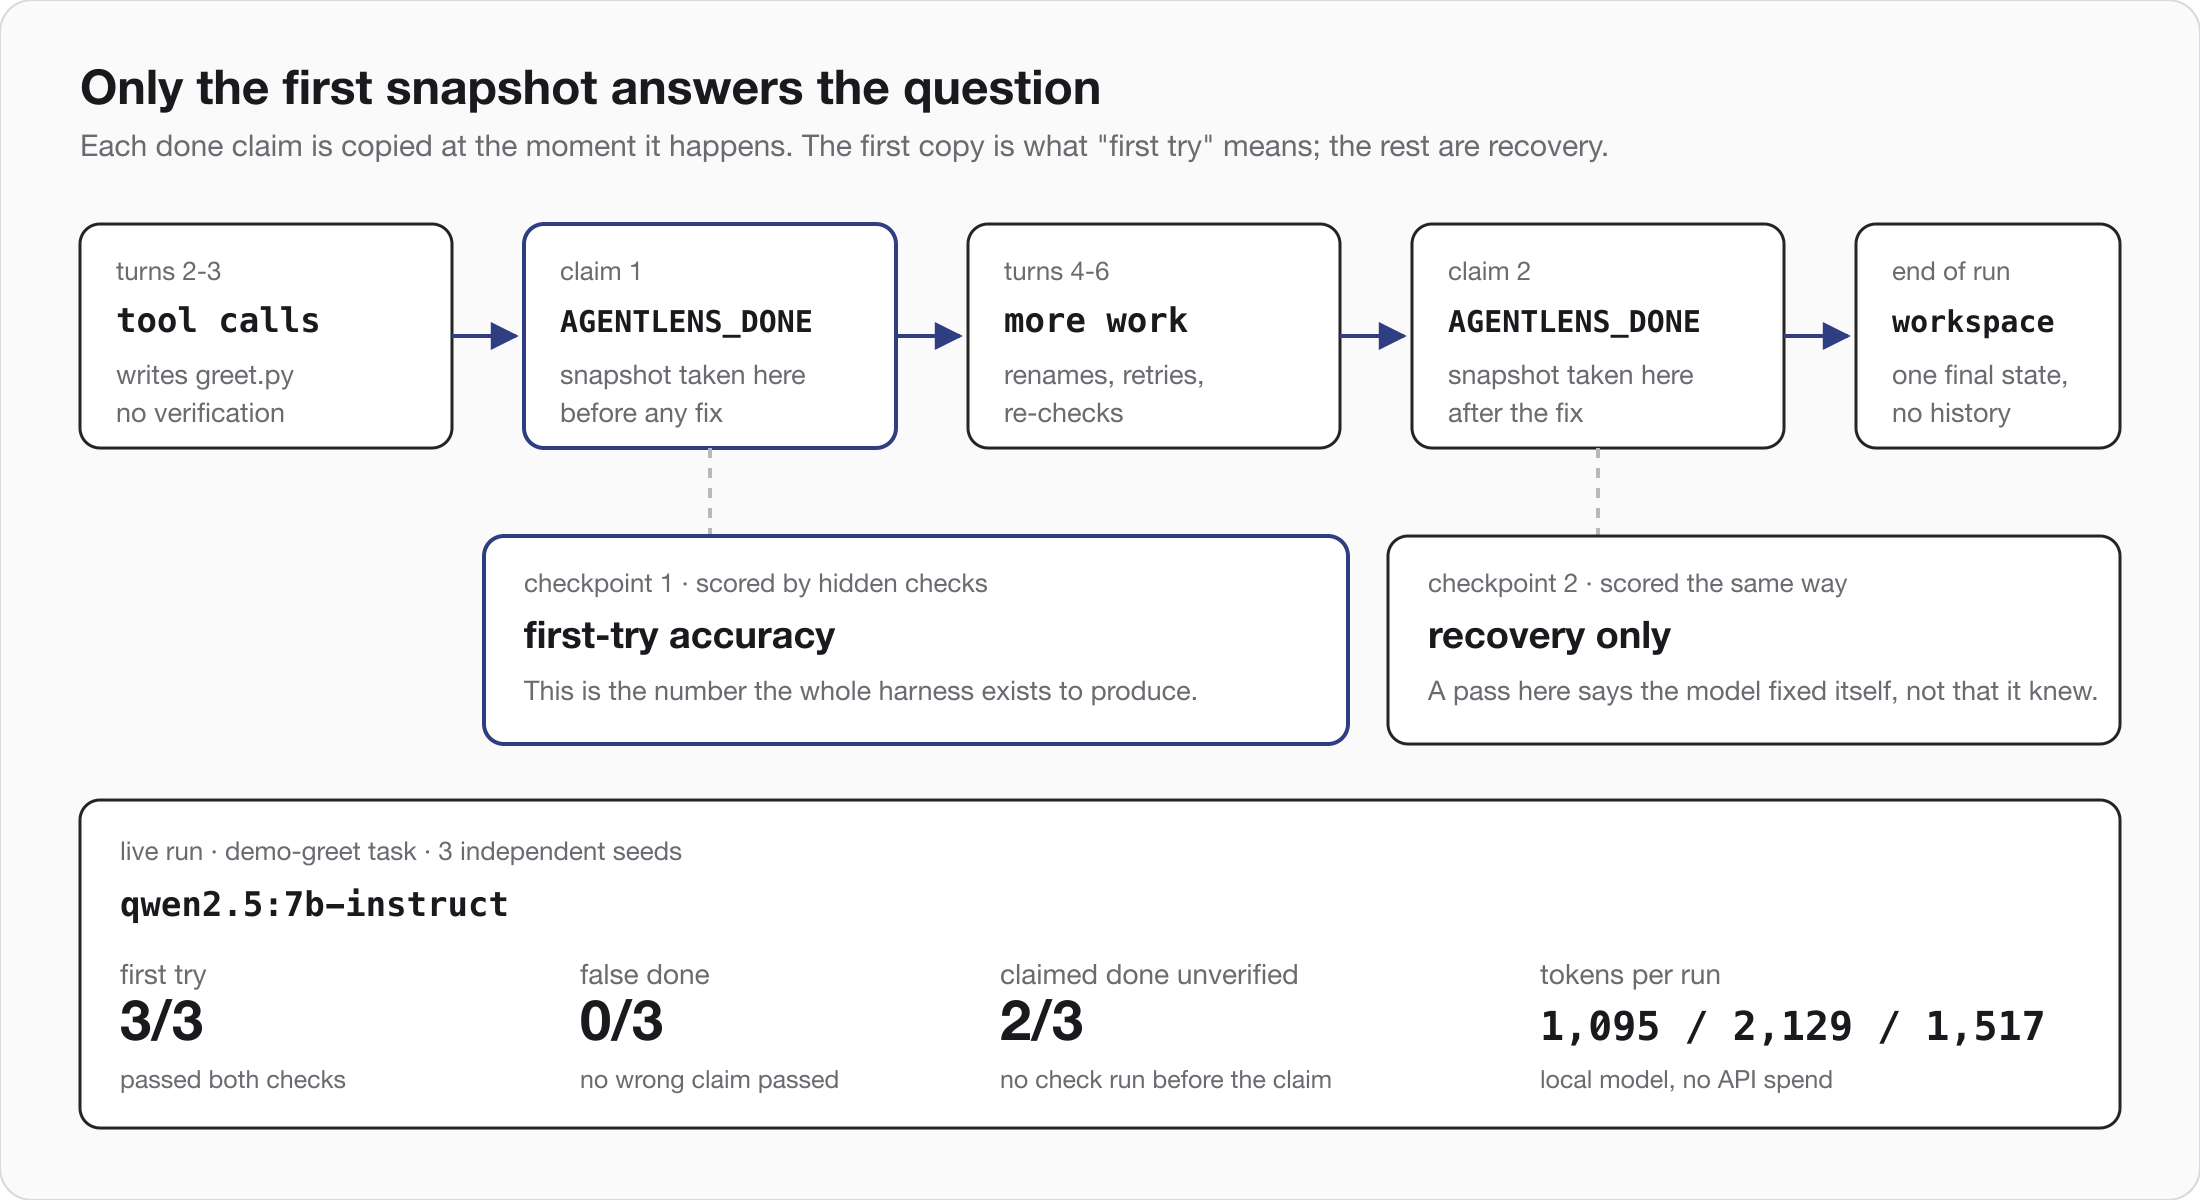 Only the first snapshot answers the question
Each done claim is copied at the moment it happens. The first copy is what "first try" means; the rest are recovery.
turns 2-3
tool calls
writes greet.py
no verification
claim 1
AGENTLENS_DONE
snapshot taken here
before any fix
turns 4-6
more work
renames, retries,
re-checks
claim 2
AGENTLENS_DONE
snapshot taken here
after the fix
end of run
workspace
one final state,
no history
checkpoint 1 · scored by hidden checks
first-try accuracy
This is the number the whole harness exists to produce.
checkpoint 2 · scored the same way
recovery only
A pass here says the model fixed itself, not that it knew.
live run · demo-greet task · 3 independent seeds
qwen2.5:7b-instruct
first try
3/3
passed both checks
false done
0/3
no wrong claim passed
claimed done unverified
2/3
no check run before the claim
tokens per run
1,095 / 2,129 / 1,517
local model, no API spend